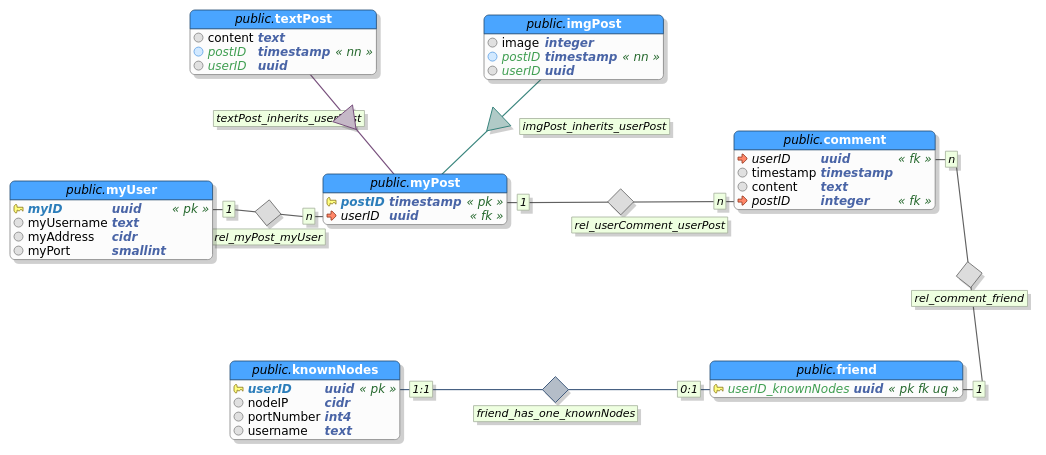 public.textPost
content text
postID timestamp « nn »
userID uuid
public.imgPost
image integer
postID timestamp « nn »
userID uuid
textPost_inherits_userPost
imgPost_inherits_userPost
public.comment
userID uuid « fk »
timestamp timestamp
content text
postID integer « fk »
n
public.myUser
myID uuid « pk »
myUsername text
myAddress cidr
myPort smallint
1
n
rel_myPost_myUser
public.myPost
postID timestamp « pk »
userID uuid « fk »
1
n
rel_userComment_userPost
rel_comment_friend
public.knownNodes
userID uuid « pk »
nodeIP cidr
portNumber int4
username text
1:1
0:1
friend_has_one_knownNodes
public.friend
userID_knownNodes uuid « pk fk uq »
1